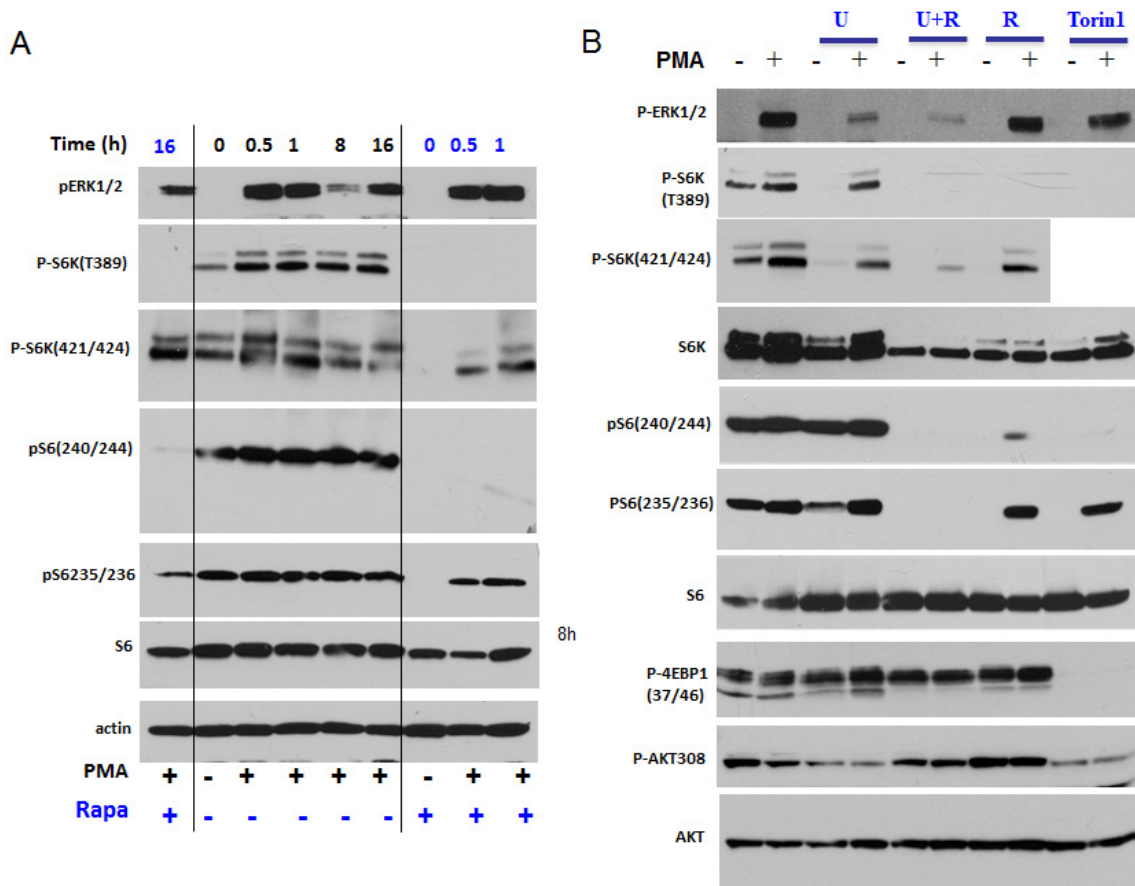 A
Time (h) 16 0 0.5 1 8 16 0 0.5 1
pERK1/2
P-S6K(T389)
P-S6K(421/424)
pS6(240/244)
pS6235/236
S6
8h
actin
PMA + - + + + + - + +
Rapa + - - - - - + + +
B
U U+R R Torin1
PMA - + - + - + - + - +
P-ERK1/2
P-S6K
(T389)
P-S6K(421/424)
S6K
pS6(240/244)
PS6(235/236)
S6
P-4EBP1
(37/46)
P-AKT308
AKT